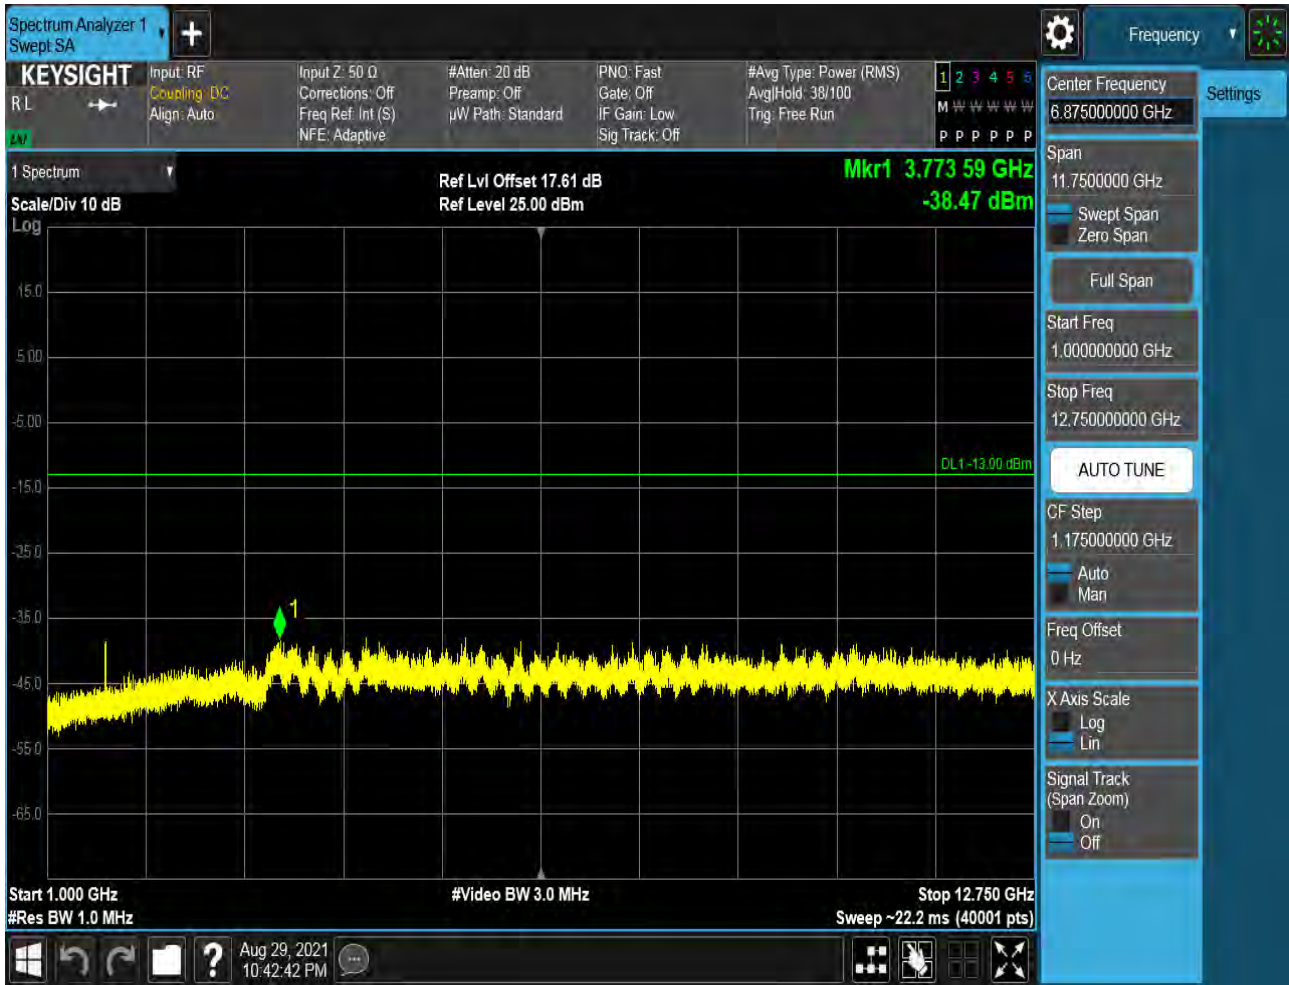 Spectrum Analyzer 1
Swept SA
Frequency
KEYSIGHT
R L
LNI
Input: RF
Coupling: DC
Align: Auto
Input Z: 50 Ω
Corrections: Off
Freq Ref: Int (S)
NFE: Adaptive
#Atten: 20 dB
Preamp: Off
µW Path: Standard
PNO: Fast
Gate: Off
IF Gain: Low
Sig Track: Off
#Avg Type: Power (RMS)
Avg|Hold: 38/100
Trig: Free Run
1 2 3 4 5 6
M W W W W W
P P P P P P
1 Spectrum
Scale/Div 10 dB
Log
Ref Lvl Offset 17.61 dB
Ref Level 25.00 dBm
Mkr1 3.773 59 GHz
-38.47 dBm
15.0
5.00
-5.00
DL1 -13.00 dBm
-15.0
-25.0
1
-35.0
-45.0
-55.0
-65.0
Start 1.000 GHz
#Res BW 1.0 MHz
#Video BW 3.0 MHz
Stop 12.750 GHz
Sweep ~22.2 ms (40001 pts)
Center Frequency
6.875000000 GHz
Settings
Span
11.7500000 GHz
Swept Span
Zero Span
Full Span
Start Freq
1.000000000 GHz
Stop Freq
12.750000000 GHz
AUTO TUNE
CF Step
1.175000000 GHz
Auto
Man
Freq Offset
0 Hz
X Axis Scale
Log
Lin
Signal Track
(Span Zoom)
On
Off
?
Aug 29, 2021
10:42:42 PM